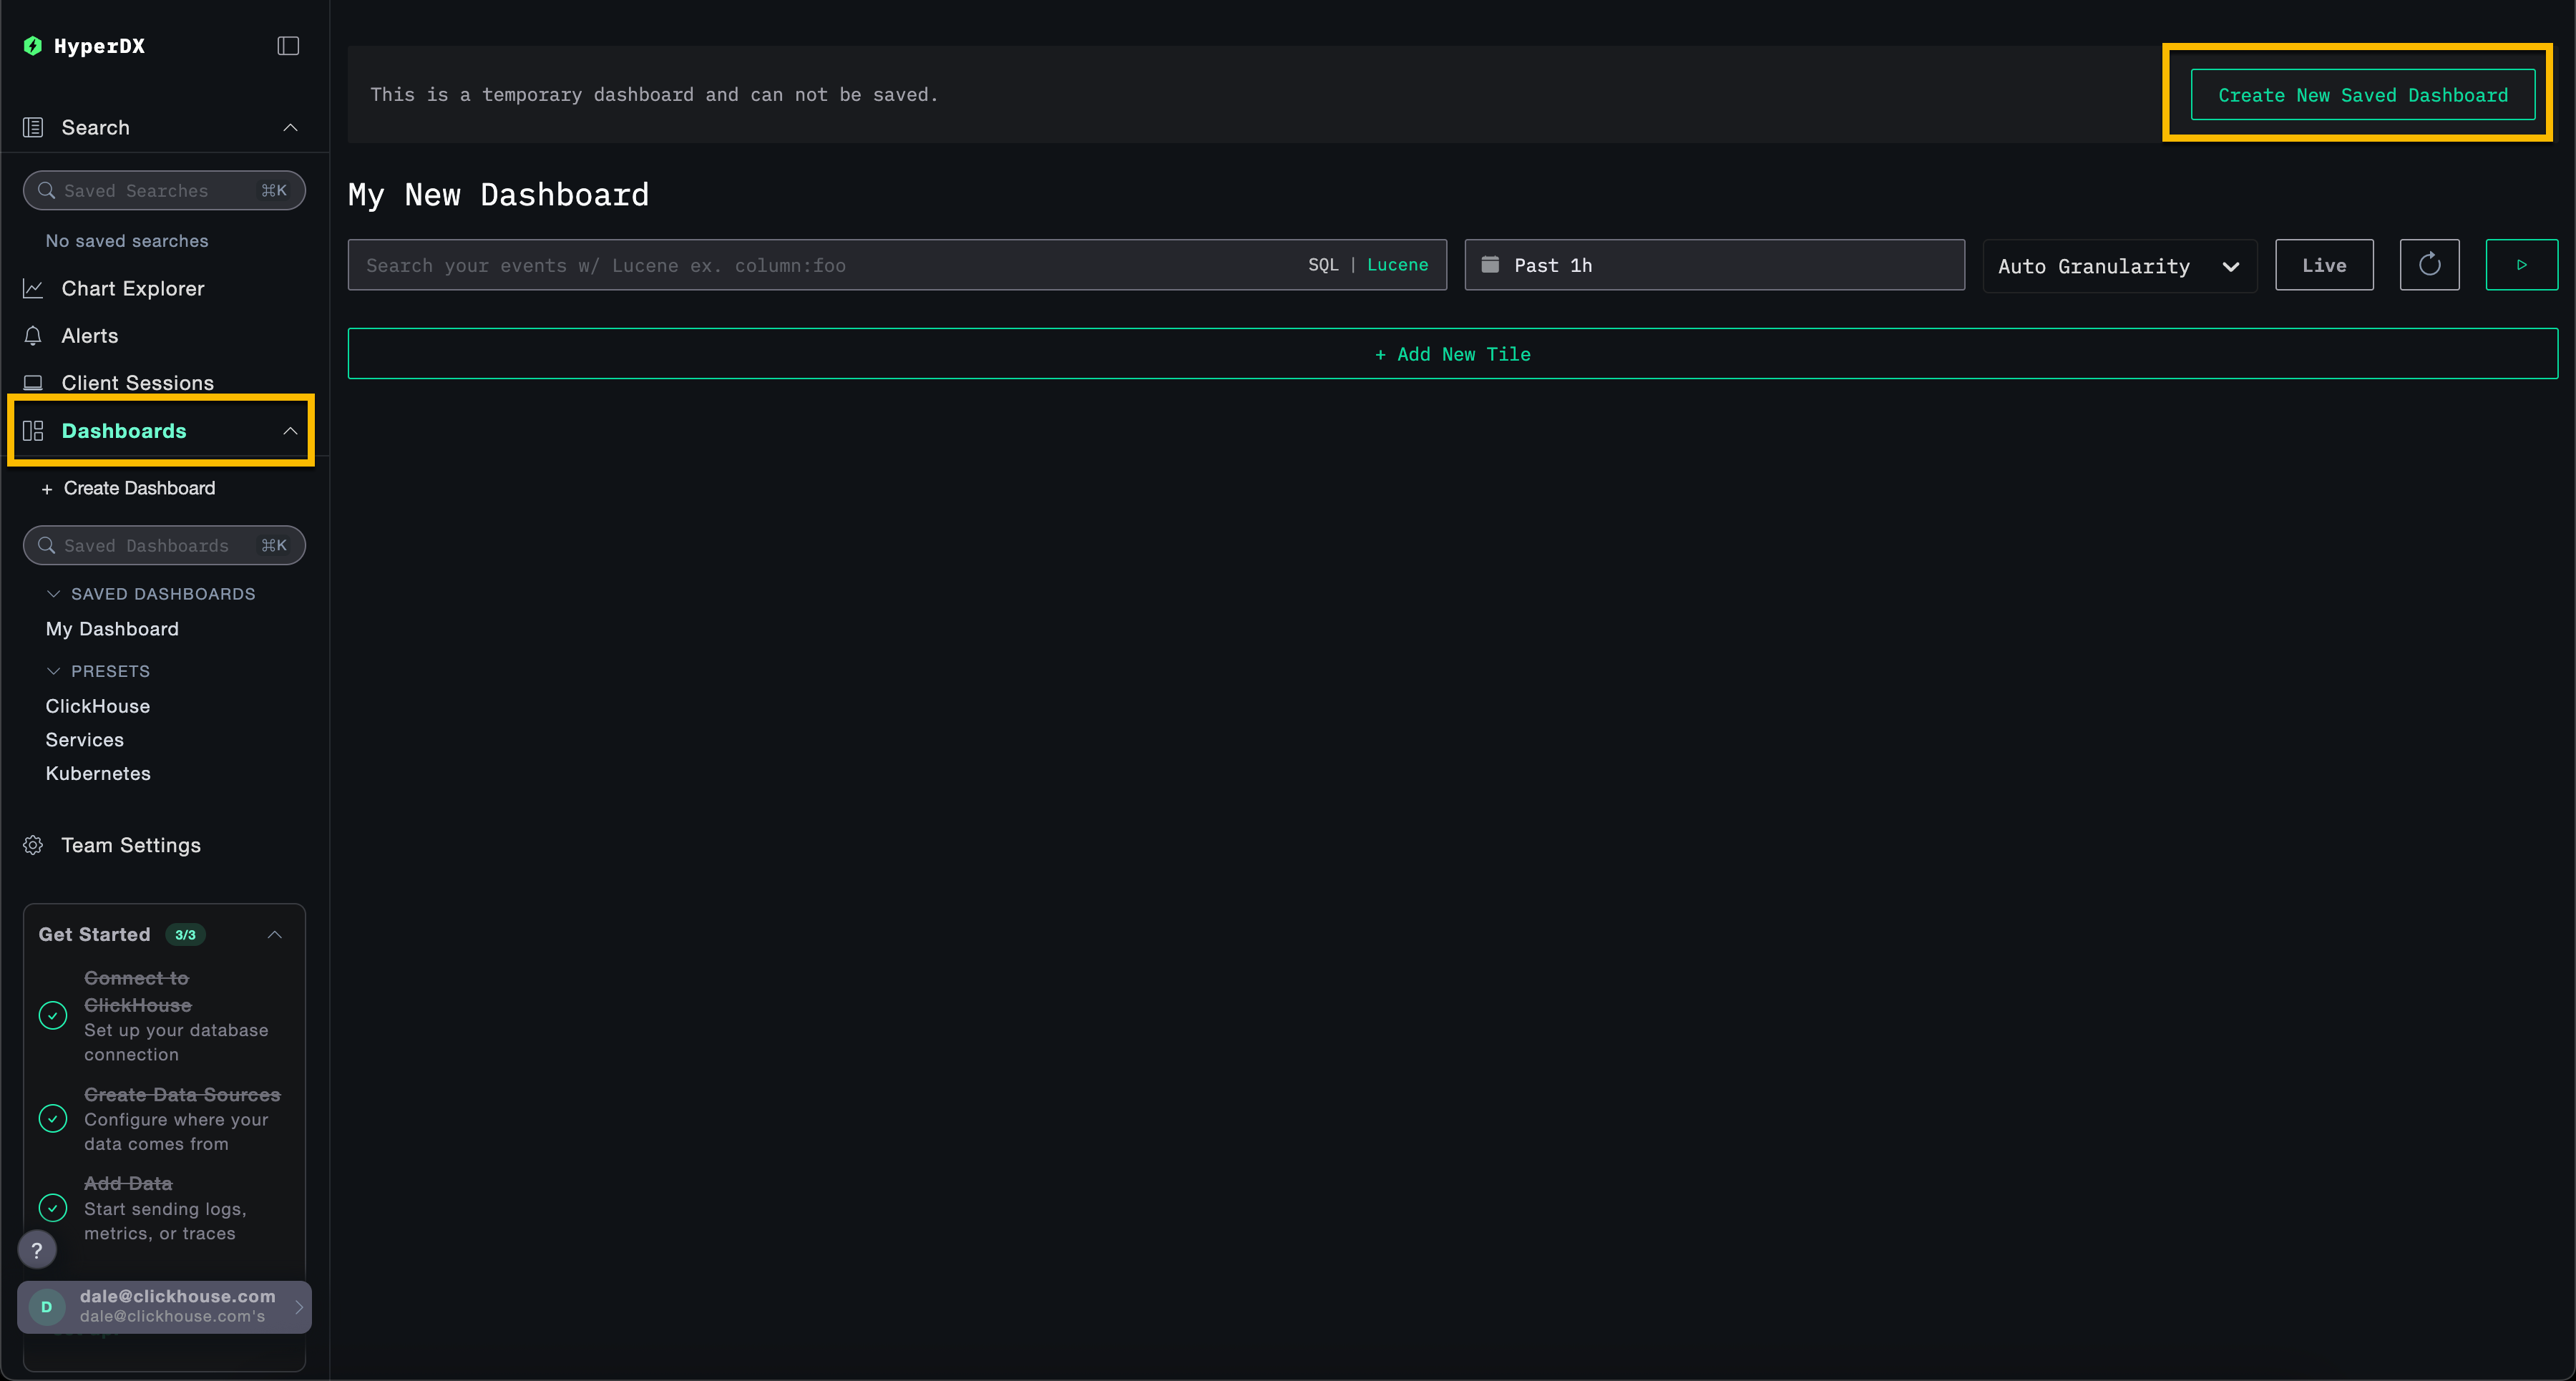 HyperDX
Search
Saved Searches ⌘K
No saved searches
Chart Explorer
Alerts
Client Sessions
Dashboards
+ Create Dashboard
Saved Dashboards ⌘K
SAVED DASHBOARDS
My Dashboard
PRESETS
ClickHouse
Services
Kubernetes
Team Settings
Get Started 3/3
Connect to
ClickHouse
Set up your database
connection
Create Data Sources
Configure where your
data comes from
Add Data
Start sending logs,
metrics, or traces
?
D
dale@clickhouse.com
dale@clickhouse.com's
This is a temporary dashboard and can not be saved.
Create New Saved Dashboard
My New Dashboard
Search your events w/ Lucene ex. column:foo SQL | Lucene
Past 1h
Auto Granularity
Live
+ Add New Tile